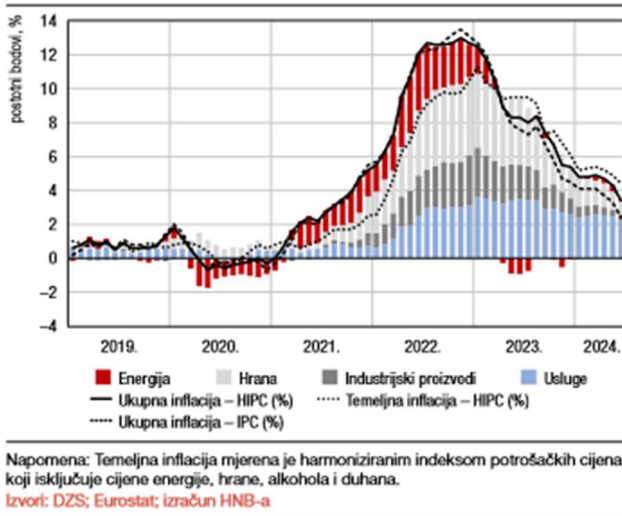 postotni bodovi, %
14
12
10
8
6
4
2
0
−2
−4
2019. 2020. 2021. 2022. 2023. 2024.
Energija Hrana Industrijski proizvodi Usluge
Ukupna inflacija – HIPC (%) Temeljna inflacija – HIPC (%)
Ukupna inflacija – IPC (%)
Napomena: Temeljna inflacija mjerena je harmoniziranim indeksom potrošačkih cijena
koji isključuje cijene energije, hrane, alkohola i duhana.
Izvori: DZS; Eurostat; izračun HNB-a